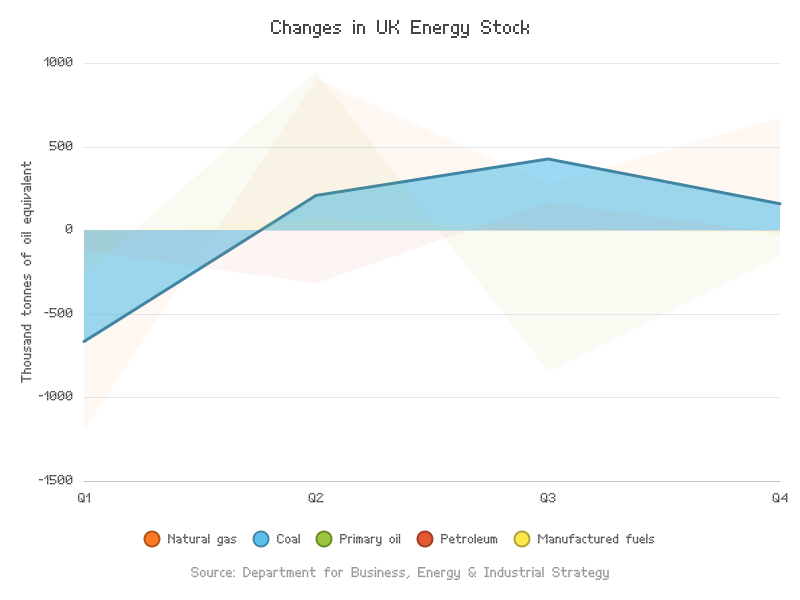 Changes in UK Energy Stock
1000
500
0
-500
-1000
-1500
Thousand tonnes of oil equivalent
Q1 Q2 Q3 Q4
Natural gas Coal Primary oil Petroleum Manufactured fuels
Source: Department for Business, Energy & Industrial Strategy